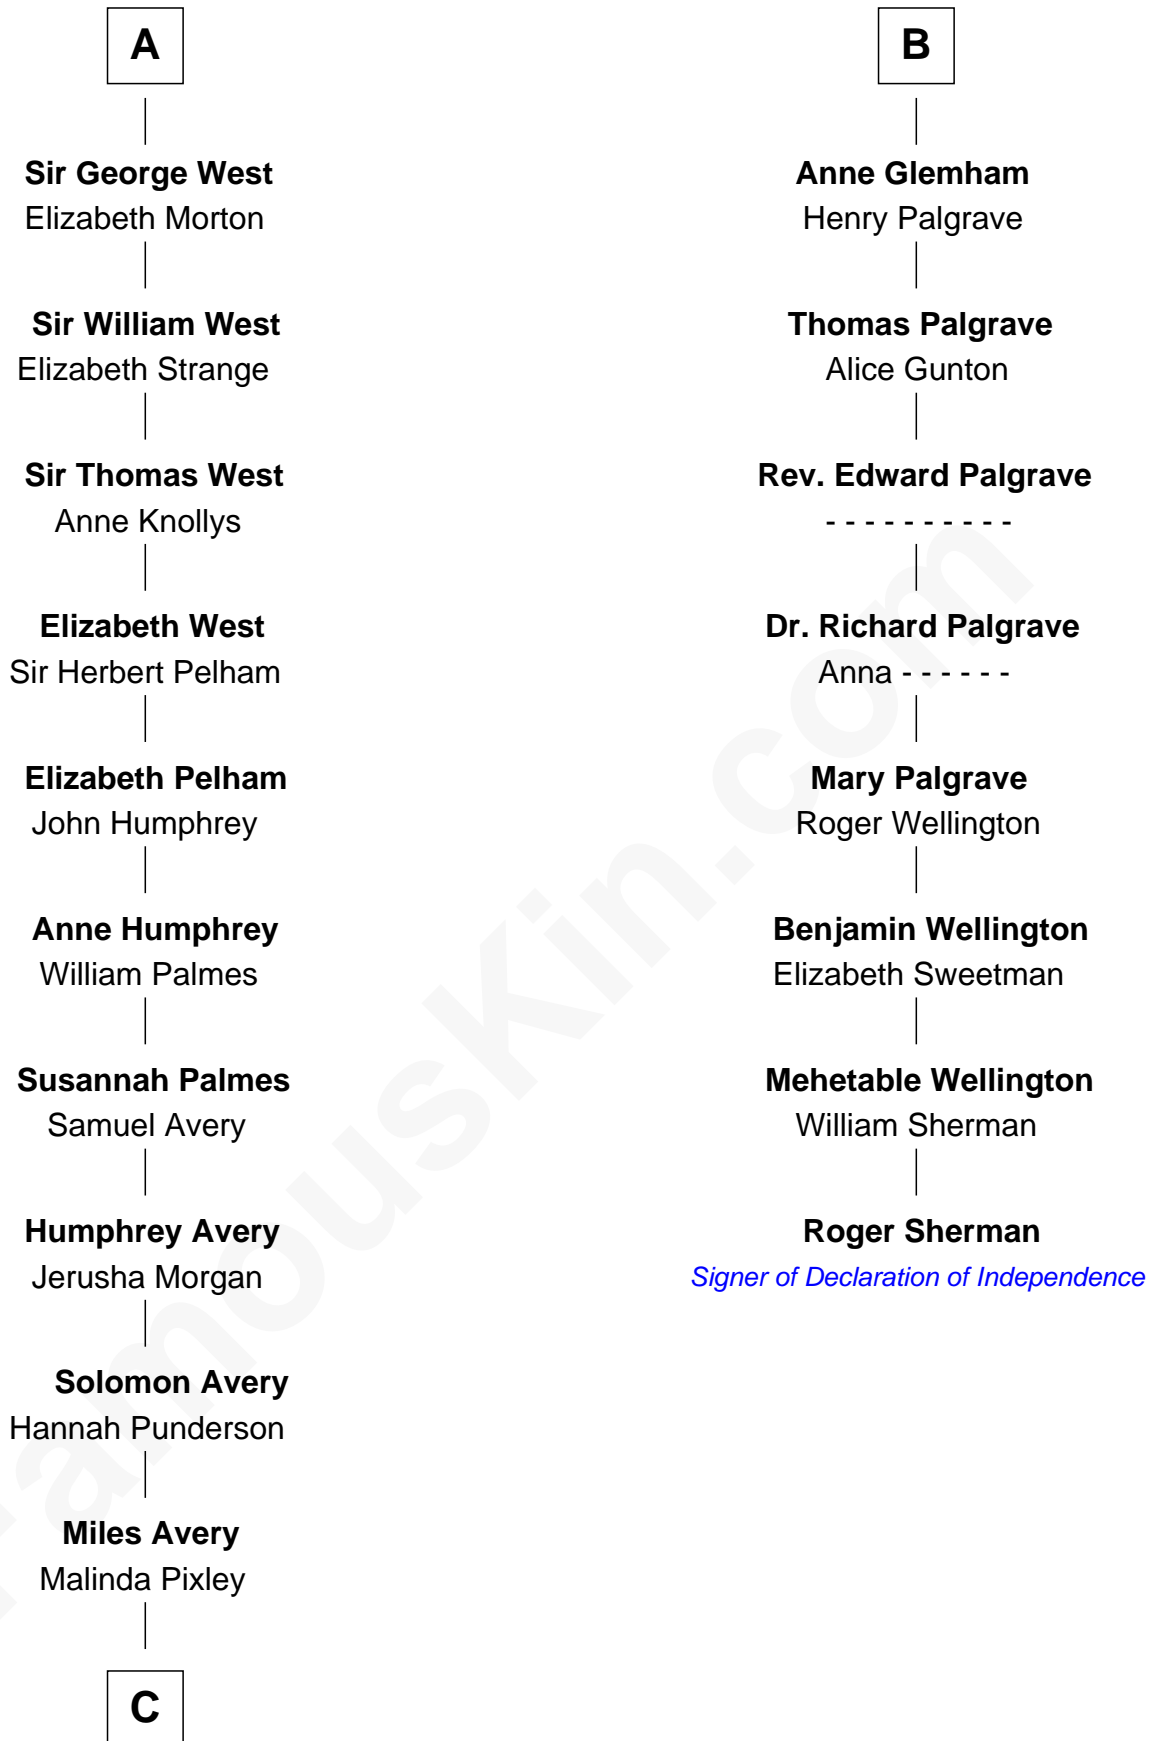 A
Sir George West
Elizabeth Morton
Sir William West
Elizabeth Strange
Sir Thomas West
Anne Knollys
Elizabeth West
Sir Herbert Pelham
Elizabeth Pelham
John Humphrey
Anne Humphrey
William Palmes
Susannah Palmes
Samuel Avery
Humphrey Avery
Jerusha Morgan
Solomon Avery
Hannah Punderson
Miles Avery
Malinda Pixley
C
B
Anne Glemham
Henry Palgrave
Thomas Palgrave
Alice Gunton
Rev. Edward Palgrave
- - - - - - - - - -
Dr. Richard Palgrave
Anna - - - - - -
Mary Palgrave
Roger Wellington
Benjamin Wellington
Elizabeth Sweetman
Mehetable Wellington
William Sherman
Roger Sherman
Signer of Declaration of Independence
FamousKin.com